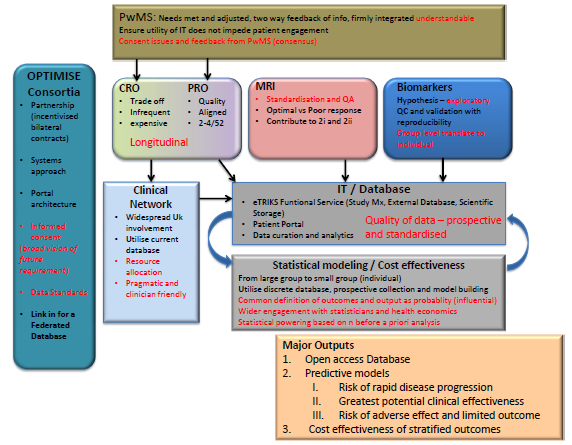 PwMS: Needs met and adjusted, two way feedback of info, firmly integrated understandable
Ensure utility of IT does not impede patient engagement
Consent issues and feedback from PwMS (consensus)
OPTIMISE
Consortia
• Partnership
(incentivised
bilateral
contracts)
• Systems
approach
• Portal
architecture
• Informed
consent
(broad vision of
future
requirement)
• Data Standards
• Link in for a
Federated
Database
CRO
• Trade off
• Infrequent
• expensive
PRO
• Quality
• Aligned
• 2-4/52
Longitudinal
MRI
• Standardisation and QA
• Optimal vs Poor response
• Contribute to 2i and 2ii
Biomarkers
Hypothesis – exploratory
QC and validation with
reproducibility
Group level translate to
individual
Clinical
Network
• Widespread Uk
involvement
• Utilise current
database
• Resource
allocation
• Pragmatic and
clinician friendly
IT / Database
• eTRIKS Funtional Service (Study Mx, External Database, Scientific
Storage)
• Patient Portal
• Data curation and analytics
Quality of data – prospective
and standardised
Statistical modeling / Cost effectiveness
From large group to small group (individual)
Utilise discrete database, prospective collection and model building
Common definition of outcomes and output as probablity (influential)
Wider engagement with statisticians and health economics
Statistical powering based on n before a priori analysis
Major Outputs
1. Open access Database
2. Predictive models
I. Risk of rapid disease progression
II. Greatest potential clinical effectiveness
III. Risk of adverse effect and limited outcome
3. Cost effectiveness of stratified outcomes